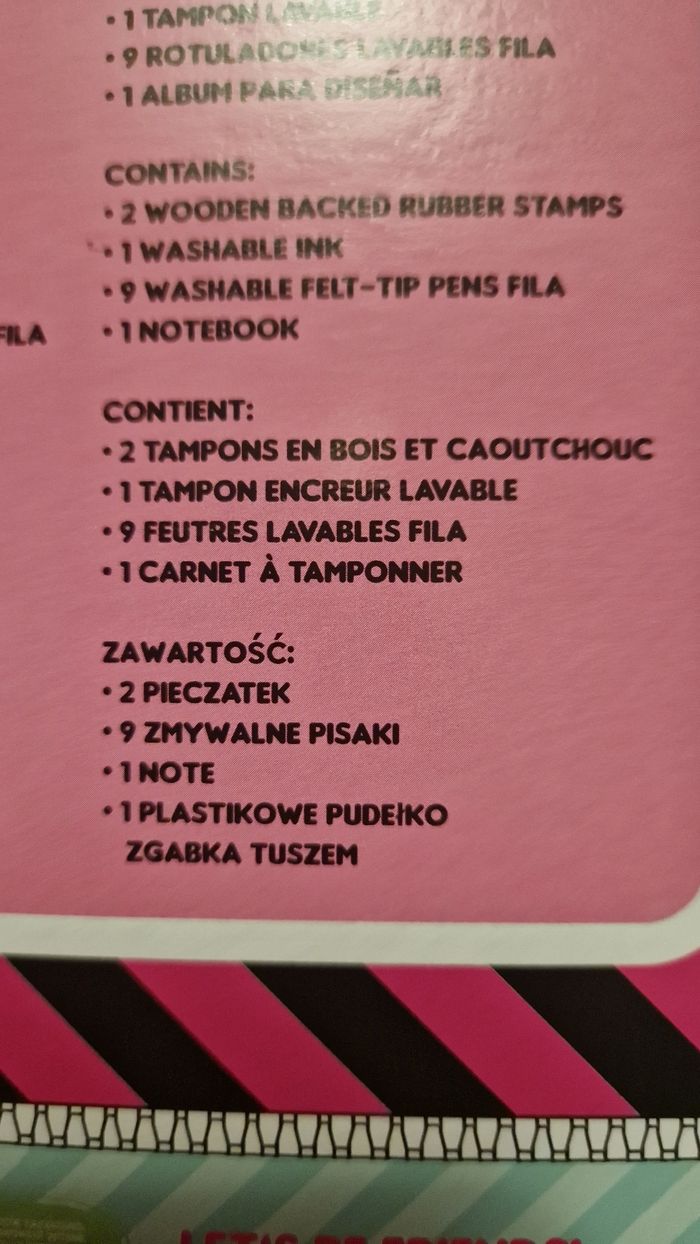 • 1 TAMPON LAVABLE
• 9 ROTULADORES LAVABLES FILA
• 1 ALBUM PARA DISEÑAR
CONTAINS:
• 2 WOODEN BACKED RUBBER STAMPS
• 1 WASHABLE INK
• 9 WASHABLE FELT-TIP PENS FILA
• 1 NOTEBOOK
FILA
CONTIENT:
• 2 TAMPONS EN BOIS ET CAOUTCHOUC
• 1 TAMPON ENCREUR LAVABLE
• 9 FEUTRES LAVABLES FILA
• 1 CARNET À TAMPONNER
ZAWARTOŚĆ:
• 2 PIECZATEK
• 9 ZMYWALNE PISAKI
• 1 NOTE
• 1 PLASTIKOWE PUDEłKO
ZGABKA TUSZEM